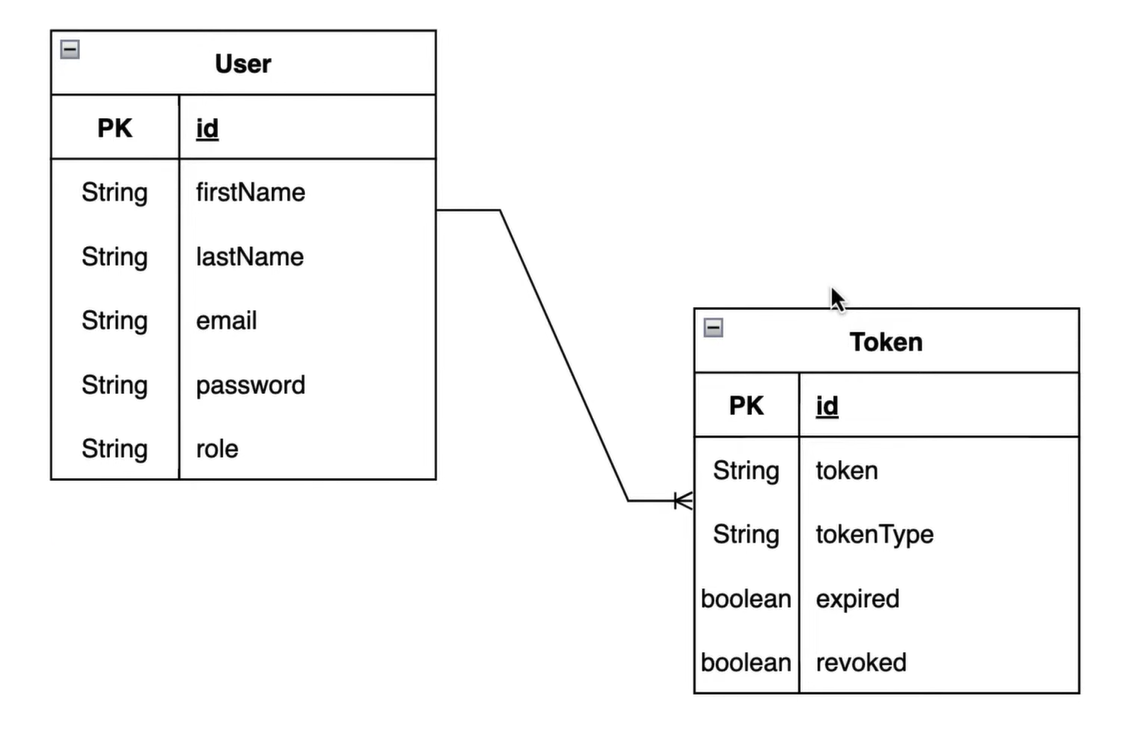 User
PK id
String firstName
String lastName
String email
String password
String role
Token
PK id
String token
String tokenType
boolean expired
boolean revoked